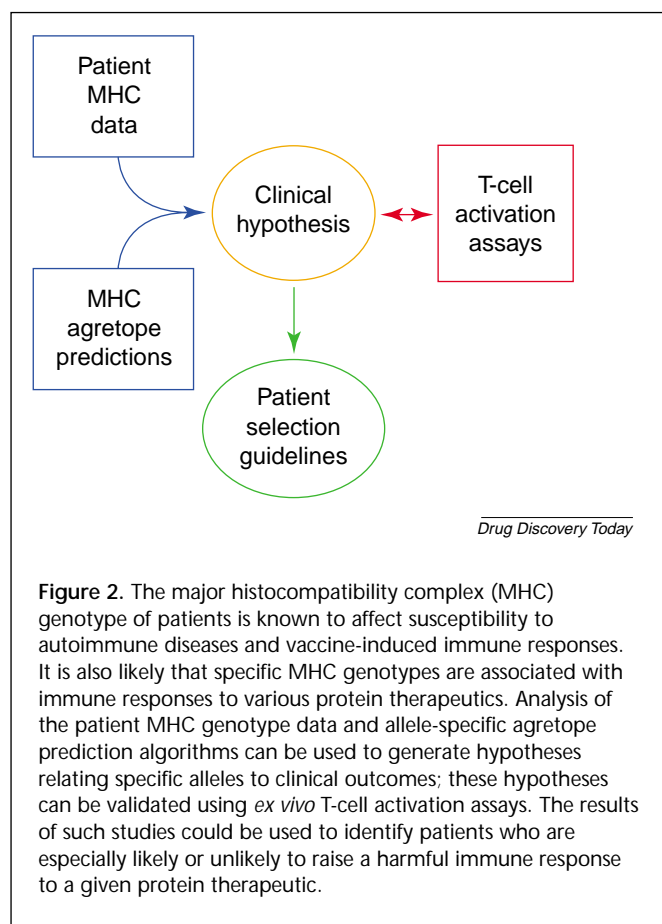 Patient
MHC
data
Clinical
hypothesis
T-cell
activation
assays
MHC
agretope
predictions
Patient
selection
guidelines
Drug Discovery Today
Figure 2. The major histocompatibility complex (MHC)
genotype of patients is known to affect susceptibility to
autoimmune diseases and vaccine-induced immune responses.
It is also likely that specific MHC genotypes are associated with
immune responses to various protein therapeutics. Analysis of
the patient MHC genotype data and allele-specific agretope
prediction algorithms can be used to generate hypotheses
relating specific alleles to clinical outcomes; these hypotheses
can be validated using ex vivo T-cell activation assays. The results
of such studies could be used to identify patients who are
especially likely or unlikely to raise a harmful immune response
to a given protein therapeutic.